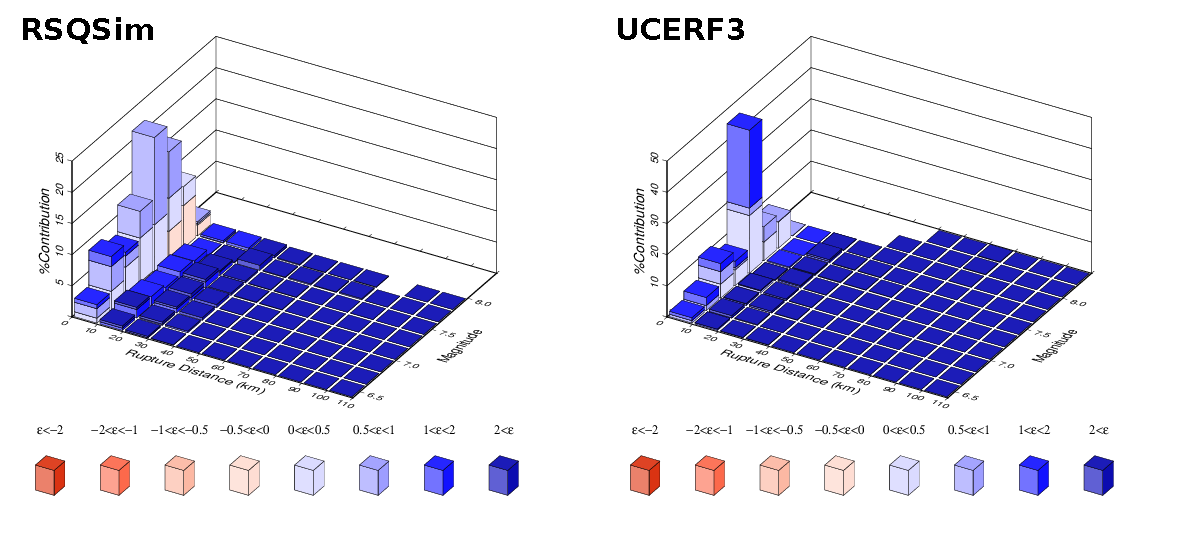 RSQSim
%Contribution
5
10
15
20
25
0
10
20
30
40
50
60
70
80
90
100
110
Rupture Distance (km)
6.5
7.0
7.5
8.0
Magnitude
ε<−2
−2<ε<−1
−1<ε<−0.5
−0.5<ε<0
0<ε<0.5
0.5<ε<1
1<ε<2
2<ε
UCERF3
%Contribution
10
20
30
40
50
0
10
20
30
40
50
60
70
80
90
100
110
Rupture Distance (km)
6.5
7.0
7.5
8.0
Magnitude
ε<−2
−2<ε<−1
−1<ε<−0.5
−0.5<ε<0
0<ε<0.5
0.5<ε<1
1<ε<2
2<ε